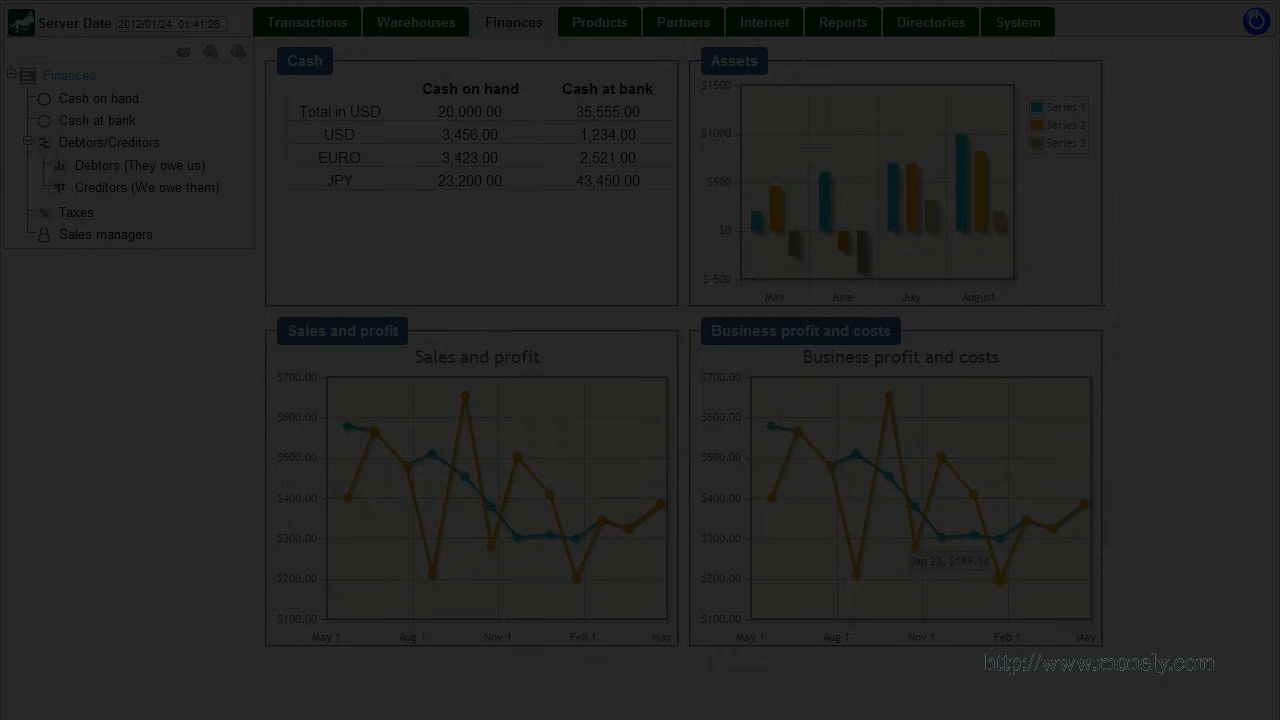 Server Date 2012/01/24 01:41:28
Transactions Warehouses Finances Products Partners Internet Reports Directories System
Finances
Cash on hand
Cash at bank
Debtors/Creditors
Debtors (They owe us)
Creditors (We owe them)
Taxes
Sales managers
Cash
Cash on hand Cash at bank
Total in USD 20,000.00 35,555.00
USD 3,456.00 1,234.00
EURO 3,423.00 2,521.00
JPY 23,200.00 43,450.00
Assets
$1500
$1000
$500
$0
$-500
May June July August
Series 1
Series 2
Series 3
Sales and profit
Sales and profit
$700.00
$600.00
$500.00
$400.00
$300.00
$200.00
$100.00
May 1 Aug 1 Nov 1 Feb 1 May 1
Business profit and costs
Business profit and costs
$700.00
$600.00
$500.00
$400.00
$300.00
$200.00
$100.00
Jan 23, $199.14
May 1 Aug 1 Nov 1 Feb 1 May 1
http://www.monely.com